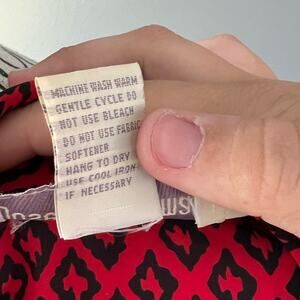 MACHINE WASH WARM
GENTLE CYCLE DO
NOT USE BLEACH
DO NOT USE FABRIC
SOFTENER
HANG TO DRY
USE COOL IRON
IF NECESSARY